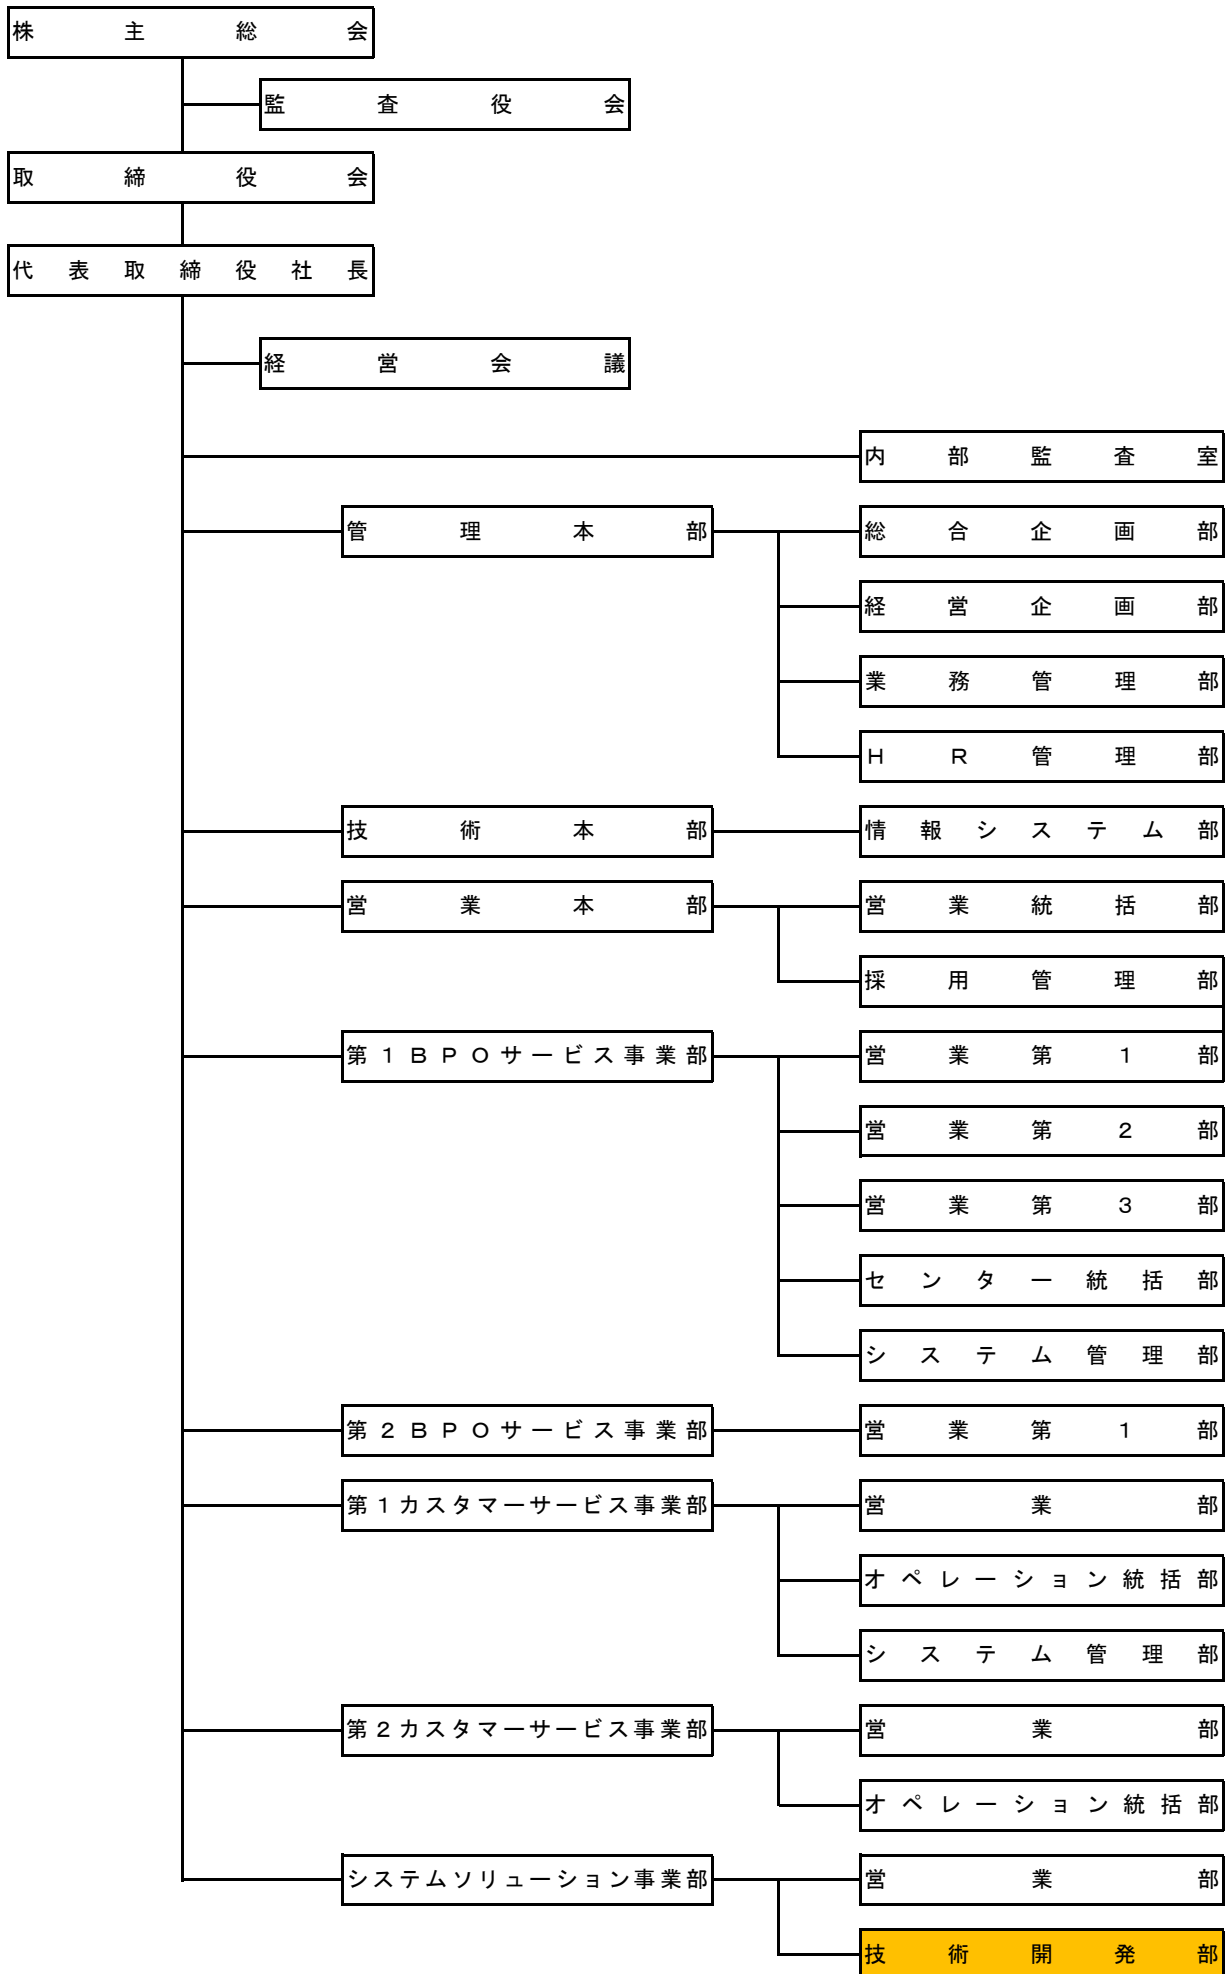 株主総会
監査役会
取締役会
代表取締役社長
経営会議
内部監査室
管理本部 総合企画部
経営企画部
業務管理部
ＨＲ管理部
技術本部 情報システム部
営業本部 営業統括部
採用管理部
第１ＢＰＯサービス事業部 営業第１部
営業第２部
営業第３部
センター統括部
システム管理部
第２ＢＰＯサービス事業部 営業第１部
第１カスタマーサービス事業部 営業部
オペレーション統括部
システム管理部
第２カスタマーサービス事業部 営業部
オペレーション統括部
システムソリューション事業部 営業部
技術開発部